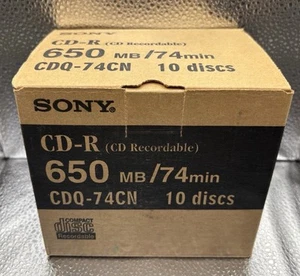 CD-R (CD Recordable)
650 MB/74min
CDQ-74CN 10 discs
SONY
CD-R (CD Recordable)
650 MB/74min
CDQ-74CN 10 discs
COMPACT
disc
Recordable